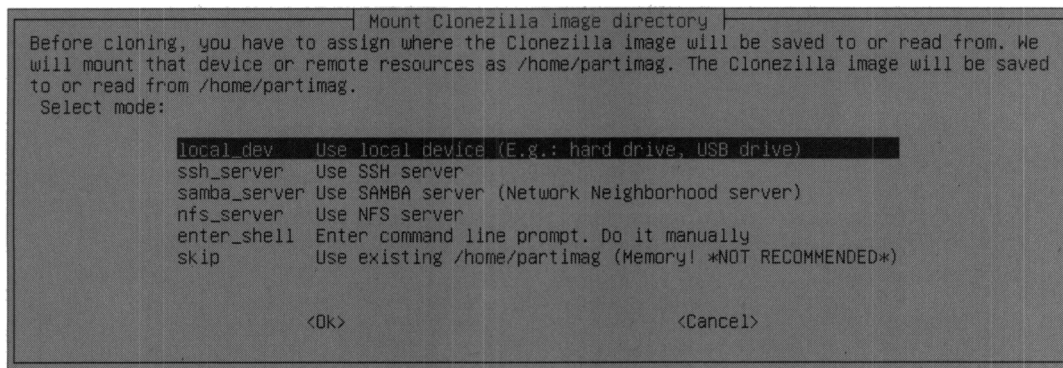 Mount Clonezilla image directory
Before cloning, you have to assign where the Clonezilla image will be saved to or read from. We
will mount that device or remote resources as /home/partimag. The Clonezilla image will be saved
to or read from /home/partimag.
Select mode:
local_dev Use local device (E.g.: hard drive, USB drive)
ssh_server Use SSH server
samba_server Use SAMBA server (Network Neighborhood server)
nfs_server Use NFS server
enter_shell Enter command line prompt. Do it manually
skip Use existing /home/partimag (Memory! *NOT RECOMMENDED*)
<Ok> <Cancel>